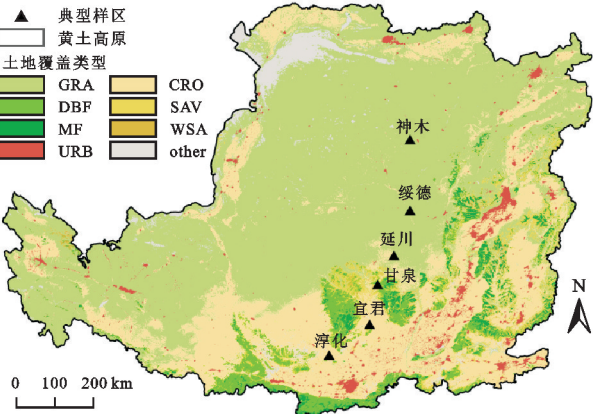 典型样区
黄土高原
土地覆盖类型
GRA CRO
DBF SAV
MF WSA
URB other
神木
绥德
延川
甘泉
宜君
淳化
N
0 100 200 km